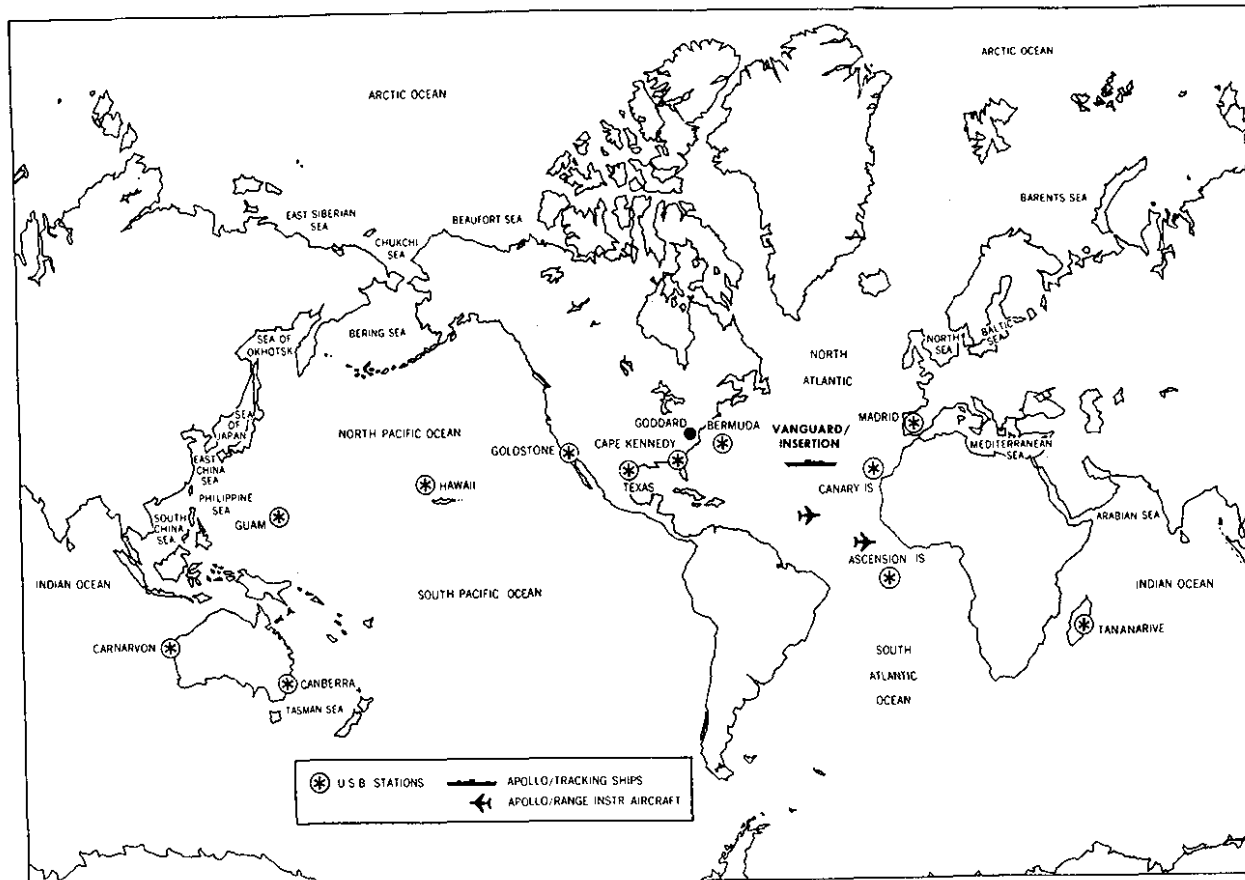 ARCTIC OCEAN
ARCTIC OCEAN
BARENTS SEA
EAST SIBERIAN
SEA
BEAUFORT SEA
CHUKCHI
SEA
BERING SEA
SEA OF
OKHOTSK
NORTH
SEA
BALTIC
SEA
NORTH
ATLANTIC
SEA
OF
JAPAN
NORTH PACIFIC OCEAN
GOLDSTONE
CAPE KENNEDY
GODDARD
BERMUDA
VANGUARD/
INSERTION
MADRID
MEDITERRANEAN
SEA
EAST
CHINA
SEA
PHILIPPINE
SEA
HAWAII
TEXAS
CANARY IS
SOUTH
CHINA
SEA
GUAM
ARABIAN SEA
ASCENSION IS
INDIAN OCEAN
SOUTH PACIFIC OCEAN
INDIAN OCEAN
TANANARIVE
CARNARVON
SOUTH
ATLANTIC
OCEAN
CANBERRA
TASMAN SEA
U S B STATIONS
APOLLO/TRACKING SHIPS
APOLLO/RANGE INSTR AIRCRAFT